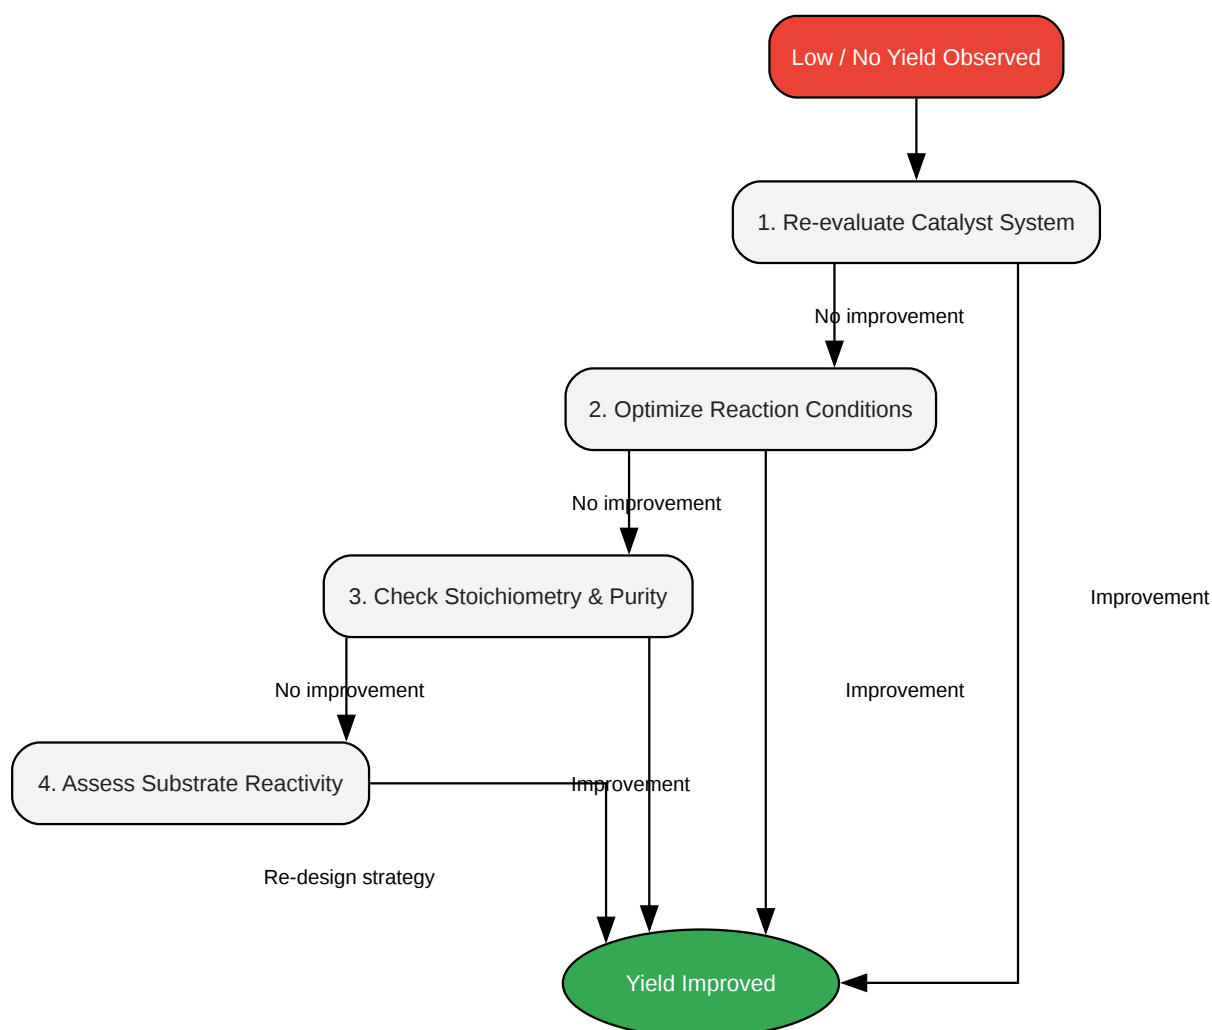 Low / No Yield Observed
1. Re-evaluate Catalyst System
No improvement
2. Optimize Reaction Conditions
No improvement
3. Check Stoichiometry & Purity
Improvement
No improvement
Improvement
4. Assess Substrate Reactivity
Improvement
Re-design strategy
Yield Improved